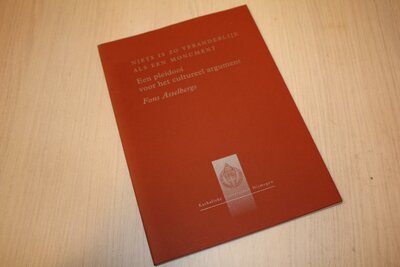 NIETS IS ZO VERANDERLIJK
ALS EEN MONUMENT
Een pleidooi
voor het cultureel argument
Fons Asselbergs
Katholieke Universiteit Nijmegen